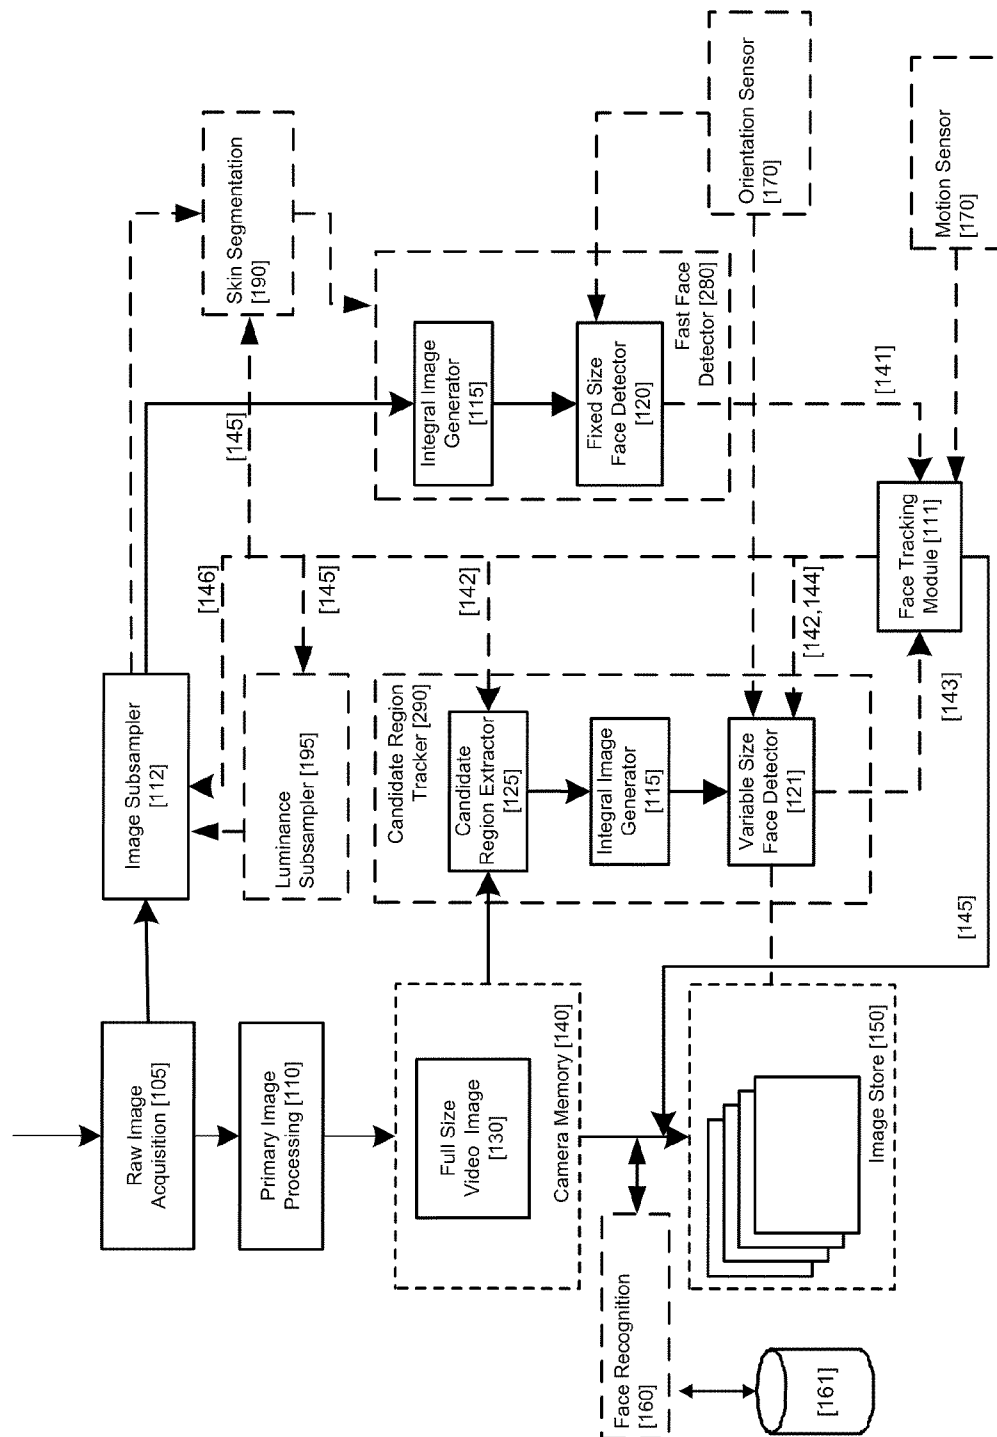 Raw Image
Acquisition [105]
Primary Image
Processing [110]
Full Size
Video Image
[130]
Camera Memory [140]
Face Recognition
[160]
[161]
Image Store [150]
Image Subsampler
[112]
Luminance
Subsampler [195]
Candidate Region
Tracker [290]
Candidate
Region Extractor
[125]
Integral Image
Generator
[115]
Variable Size
Face Detector
[121]
[146]
[145]
[142]
[142,144]
[143]
[145]
Face Tracking
Module [111]
Skin Segmentation
[190]
[145]
Integral Image
Generator
[115]
Fixed Size
Face Detector
[120]
Fast Face
Detector [280]
[141]
Orientation Sensor
[170]
Motion Sensor
[170]